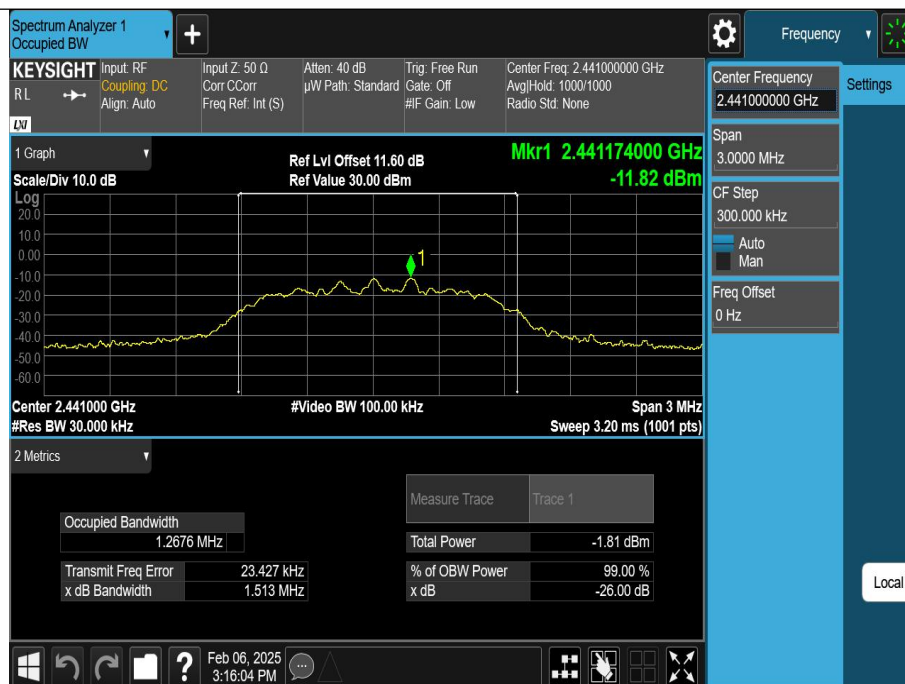 Spectrum Analyzer 1
Occupied BW
Frequency
KEYSIGHT
RL
LXI
Input: RF
Coupling: DC
Align: Auto
Input Z: 50 Ω
Corr CCorr
Freq Ref: Int (S)
Atten: 40 dB
µW Path: Standard
Trig: Free Run
Gate: Off
#IF Gain: Low
Center Freq: 2.441000000 GHz
Avg|Hold: 1000/1000
Radio Std: None
Center Frequency
2.441000000 GHz
Settings
Span
3.0000 MHz
CF Step
300.000 kHz
Auto
Man
Freq Offset
0 Hz
Local
1 Graph
Scale/Div 10.0 dB
Ref Lvl Offset 11.60 dB
Ref Value 30.00 dBm
Mkr1 2.441174000 GHz
-11.82 dBm
Log
20.0
10.0
0.00
-10.0
-20.0
-30.0
-40.0
-50.0
-60.0
1
Center 2.441000 GHz
#Res BW 30.000 kHz
#Video BW 100.00 kHz
Span 3 MHz
Sweep 3.20 ms (1001 pts)
2 Metrics
Measure Trace Trace 1
Occupied Bandwidth
1.2676 MHz
Total Power -1.81 dBm
Transmit Freq Error 23.427 kHz
% of OBW Power 99.00 %
x dB Bandwidth 1.513 MHz
x dB -26.00 dB
?
Feb 06, 2025
3:16:04 PM